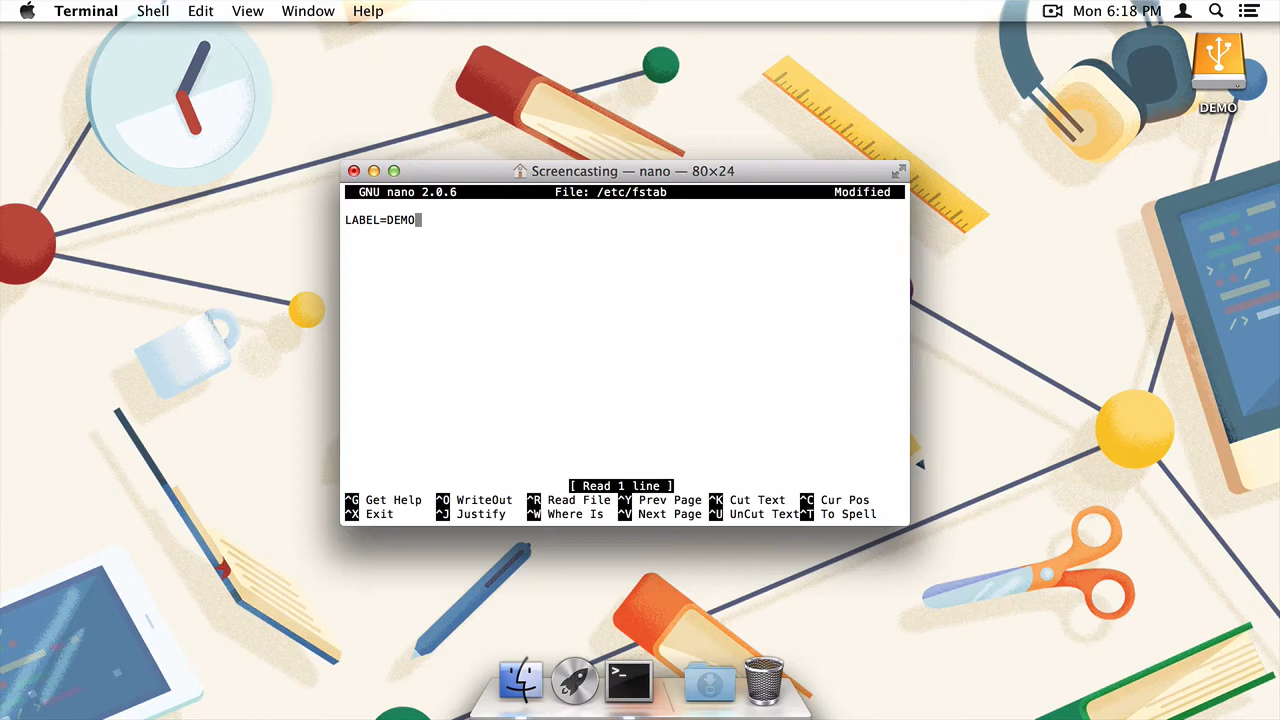 Terminal Shell Edit View Window Help Mon 6:18 PM
DEMO
Screencasting — nano — 80×24
GNU nano 2.0.6 File: /etc/fstab Modified
LABEL=DEMO
[ Read 1 line ]
^G Get Help ^O WriteOut ^R Read File ^Y Prev Page ^K Cut Text ^C Cur Pos
^X Exit ^J Justify ^W Where Is ^V Next Page ^U UnCut Text ^T To Spell
>_